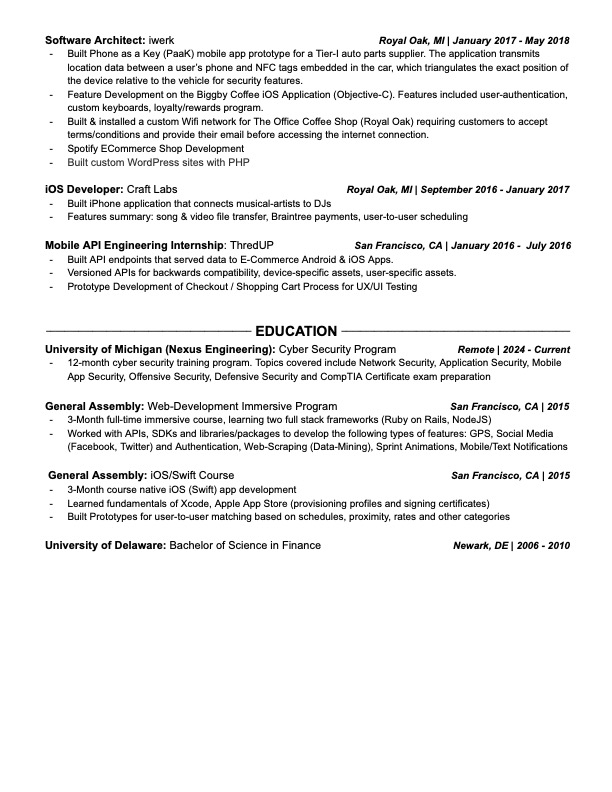 Software Architect: iwerk Royal Oak, MI | January 2017 - May 2018
- Built Phone as a Key (PaaK) mobile app prototype for a Tier-I auto parts supplier. The application transmits
location data between a user's phone and NFC tags embedded in the car, which triangulates the exact position of
the device relative to the vehicle for security features.
- Feature Development on the Biggby Coffee iOS Application (Objective-C). Features included user-authentication,
custom keyboards, loyalty/rewards program.
- Built & installed a custom Wifi network for The Office Coffee Shop (Royal Oak) requiring customers to accept
terms/conditions and provide their email before accessing the internet connection.
- Spotify ECommerce Shop Development
- Built custom WordPress sites with PHP
iOS Developer: Craft Labs Royal Oak, MI | September 2016 - January 2017
- Built iPhone application that connects musical-artists to DJs
- Features summary: song & video file transfer, Braintree payments, user-to-user scheduling
Mobile API Engineering Internship: ThredUP San Francisco, CA | January 2016 - July 2016
- Built API endpoints that served data to E-Commerce Android & iOS Apps.
- Versioned APIs for backwards compatibility, device-specific assets, user-specific assets.
- Prototype Development of Checkout / Shopping Cart Process for UX/UI Testing
EDUCATION
University of Michigan (Nexus Engineering): Cyber Security Program Remote | 2024 - Current
- 12-month cyber security training program. Topics covered include Network Security, Application Security, Mobile
App Security, Offensive Security, Defensive Security and CompTIA Certificate exam preparation
General Assembly: Web-Development Immersive Program San Francisco, CA | 2015
- 3-Month full-time immersive course, learning two full stack frameworks (Ruby on Rails, NodeJS)
- Worked with APIs, SDKs and libraries/packages to develop the following types of features: GPS, Social Media
(Facebook, Twitter) and Authentication, Web-Scraping (Data-Mining), Sprint Animations, Mobile/Text Notifications
General Assembly: iOS/Swift Course San Francisco, CA | 2015
- 3-Month course native iOS (Swift) app development
- Learned fundamentals of Xcode, Apple App Store (provisioning profiles and signing certificates)
- Built Prototypes for user-to-user matching based on schedules, proximity, rates and other categories
University of Delaware: Bachelor of Science in Finance Newark, DE | 2006 - 2010